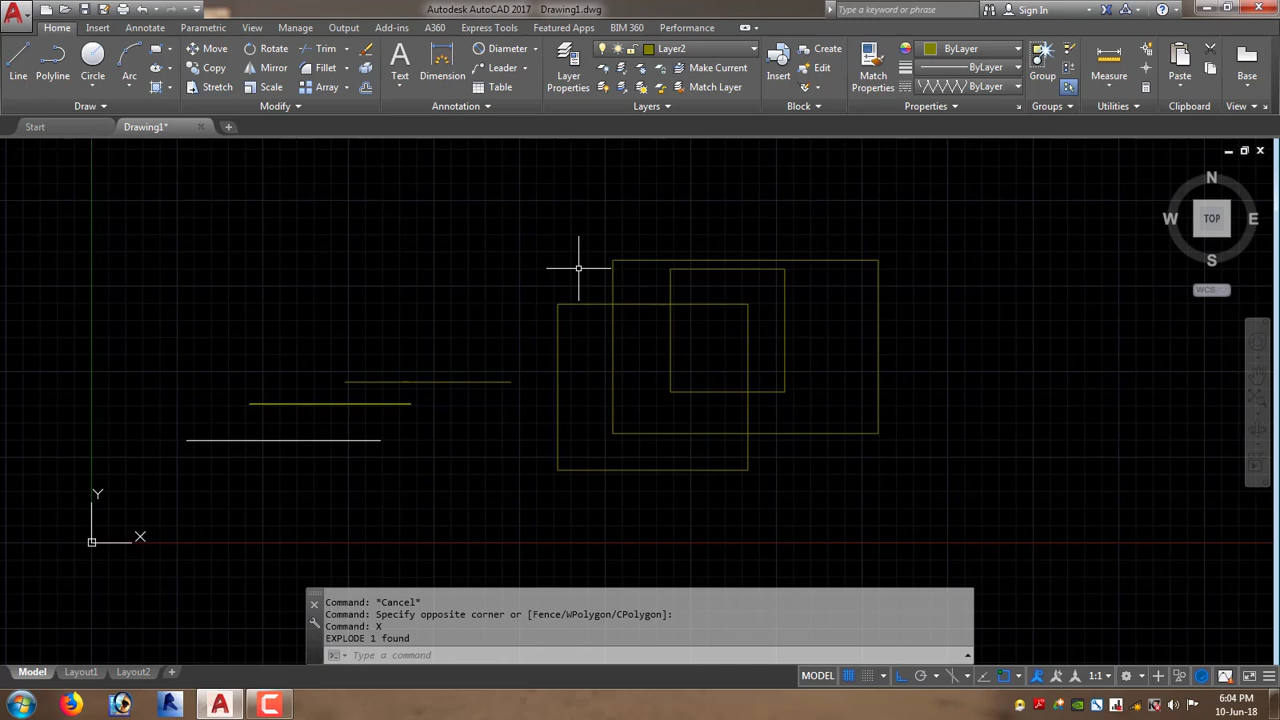 Autodesk AutoCAD 2017 Drawing1.dwg
Type a keyword or phrase
Sign In
Home Insert Annotate Parametric View Manage Output Add-ins A360 Express Tools Featured Apps BIM 360 Performance
Line Polyline Circle Arc
Move Rotate Trim
Copy Mirror Fillet
Stretch Scale Array
Text Dimension
Diameter
Leader
Table
Layer Properties
Layer2
Make Current
Match Layer
Insert
Create
Edit
Match Properties
ByLayer
ByLayer
ByLayer
Group
Measure
Paste
Base
Draw Modify Annotation Layers Block Properties Groups Utilities Clipboard View
Start Drawing1*
N
W TOP E
S
WCS
Y
X
Command: *Cancel*
Command: Specify opposite corner or [Fence/WPolygon/CPolygon]:
Command: X
EXPLODE 1 found
Type a command
Model Layout1 Layout2
MODEL 1:1
6:04 PM
10-Jun-18